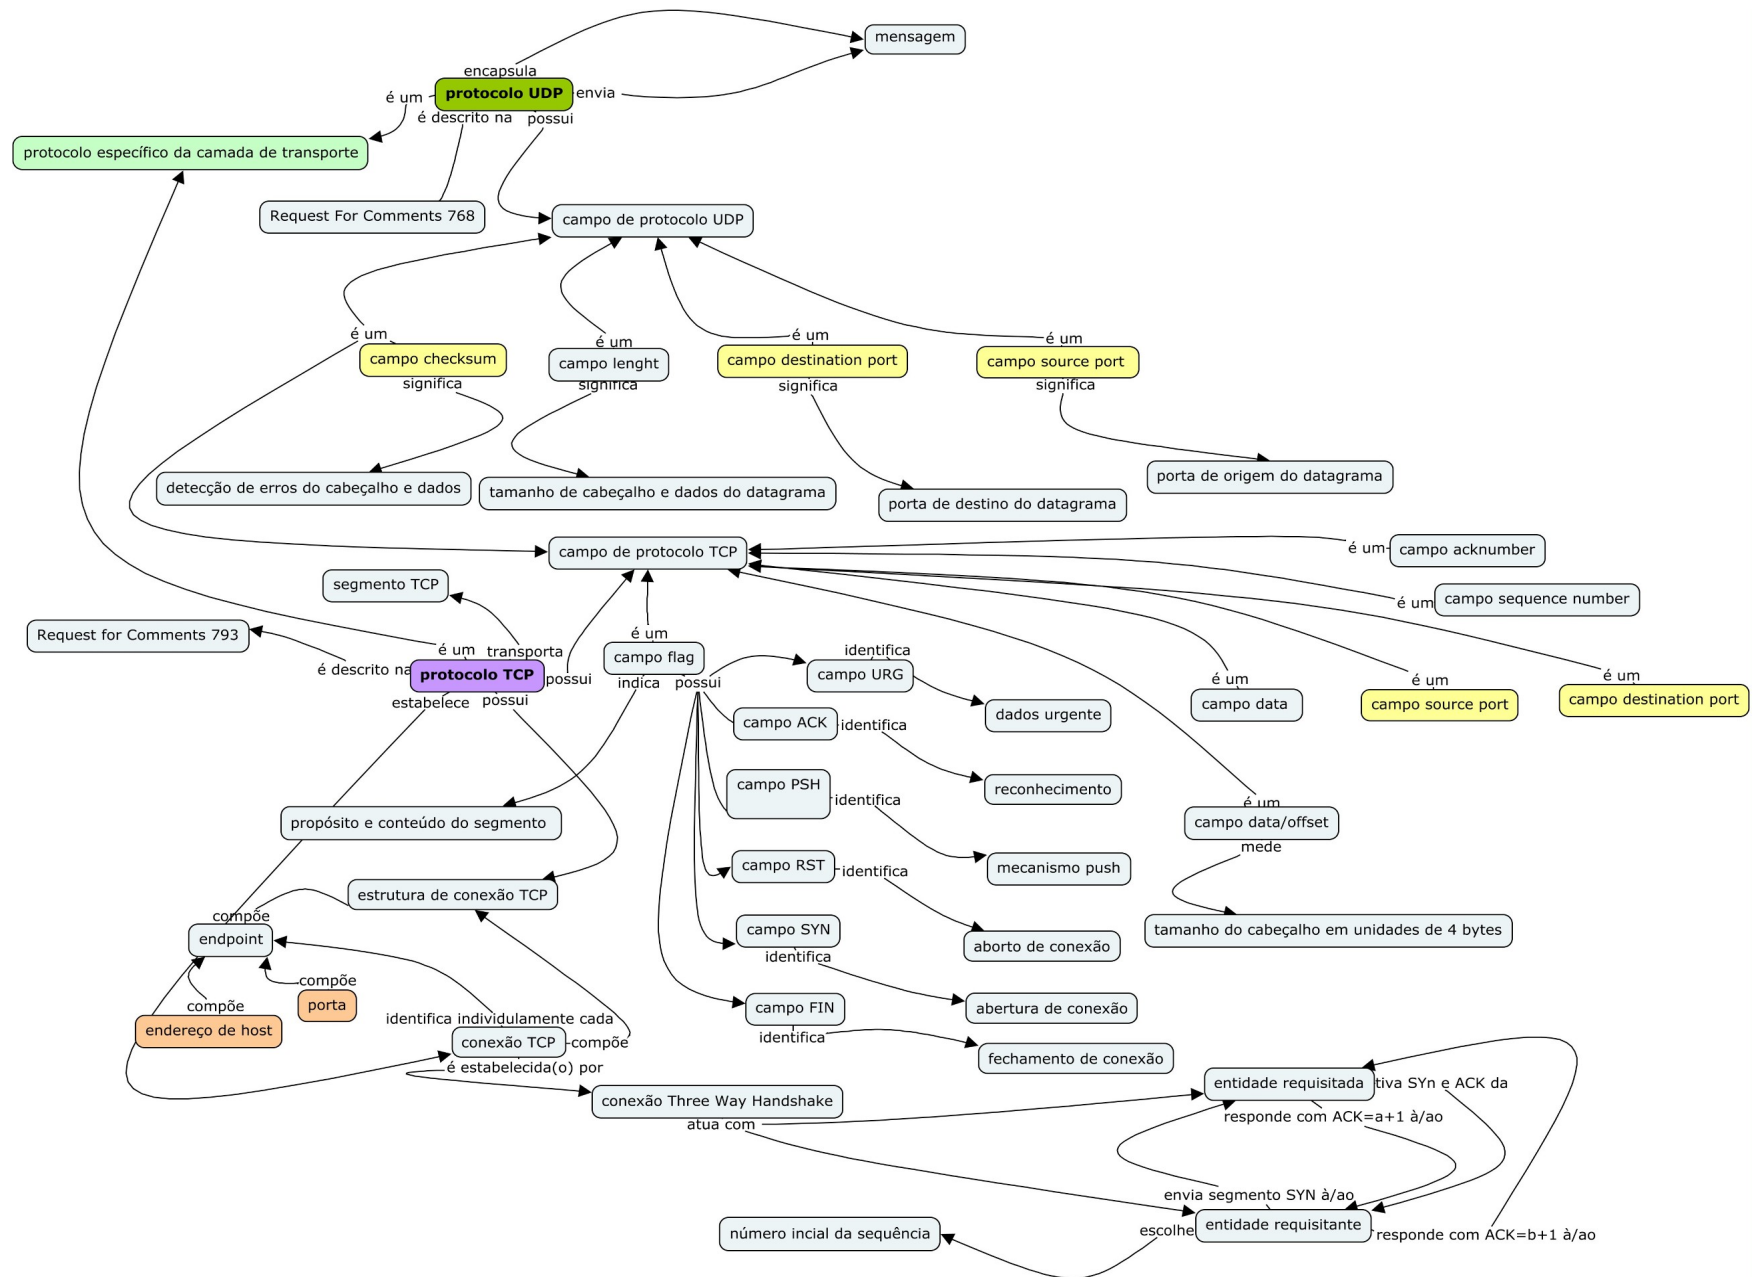 mensagem
encapsula
protocolo UDP
envia
é um
é descrito na
possui
protocolo específico da camada de transporte
Request For Comments 768
campo de protocolo UDP
é um
é um
é um
é um
campo checksum
campo lenght
campo destination port
campo source port
significa
significa
significa
significa
detecção de erros do cabeçalho e dados
tamanho de cabeçalho e dados do datagrama
porta de destino do datagrama
porta de origem do datagrama
campo de protocolo TCP
é um
campo acknumber
segmento TCP
é um
campo sequence number
Request for Comments 793
é um
transporta
é um
campo flag
identifica
é descrito na
protocolo TCP
possui
indica
possui
campo URG
é um
é um
é um
estabelece
possui
campo ACK
identifica
dados urgente
campo data
campo source port
campo destination port
campo PSH
identifica
reconhecimento
propósito e conteúdo do segmento
é um
campo data/offset
mede
campo RST
identifica
mecanismo push
estrutura de conexão TCP
compõe
endpoint
campo SYN
identifica
aborto de conexão
tamanho do cabeçalho em unidades de 4 bytes
compõe
porta
compõe
endereço de host
identifica individulamente cada
conexão TCP
compõe
é estabelecida(o) por
campo FIN
identifica
abertura de conexão
fechamento de conexão
conexão Three Way Handshake
atua com
entidade requisitada
tiva SYn e ACK da
responde com ACK=a+1 à/ao
envia segmento SYN à/ao
entidade requisitante
escolhe
responde com ACK=b+1 à/ao
número incial da sequência